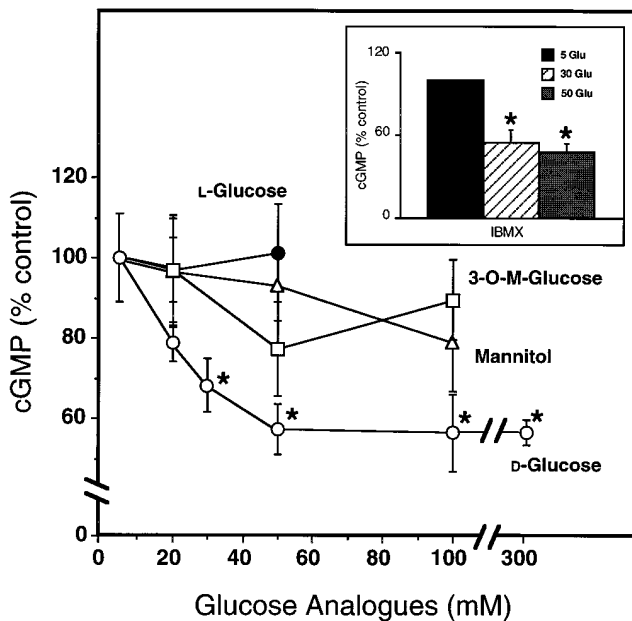 120
5 Glu
30 Glu
50 Glu
*
*
60
0
cGMP (% control)
IBMX
120
100
80
60
0
cGMP (% control)
L-Glucose
3-O-M-Glucose
Mannitol
*
*
*
*
D-Glucose
0 20 40 60 80 100 300
Glucose Analogues (mM)